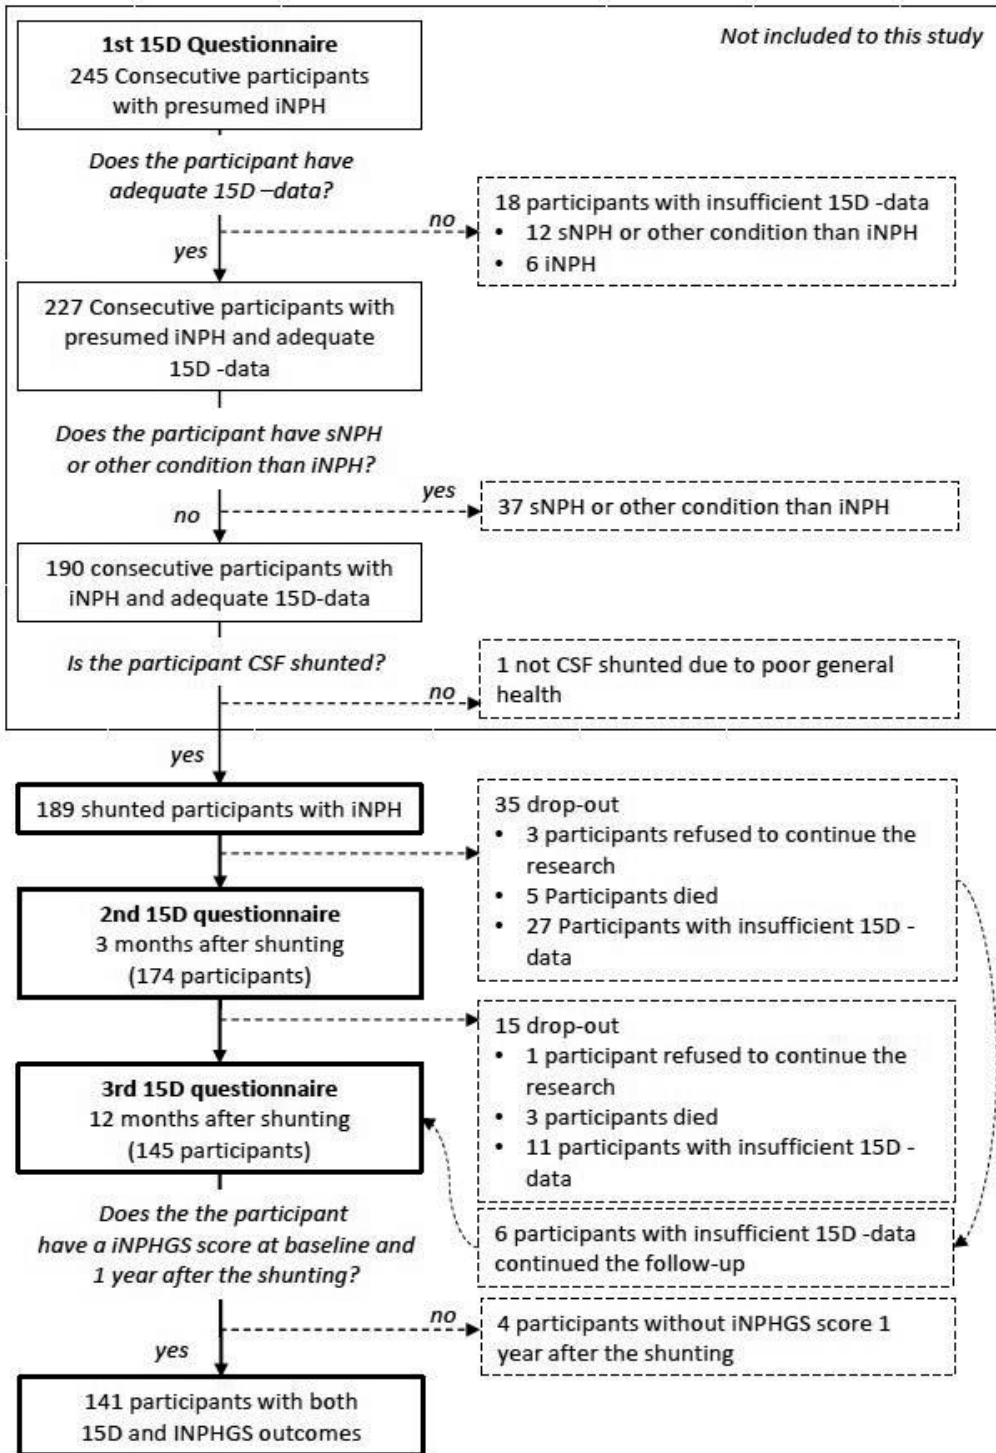 Not included to this study
1st 15D Questionnaire
245 Consecutive participants
with presumed iNPH
Does the participant have
adequate 15D –data?
no
yes
18 participants with insufficient 15D -data
• 12 sNPH or other condition than iNPH
• 6 iNPH
227 Consecutive participants with
presumed iNPH and adequate
15D -data
Does the participant have sNPH
or other condition than iNPH?
yes
no
37 sNPH or other condition than iNPH
190 consecutive participants with
iNPH and adequate 15D-data
Is the participant CSF shunted?
no
1 not CSF shunted due to poor general
health
yes
189 shunted participants with iNPH
35 drop-out
• 3 participants refused to continue the
research
• 5 Participants died
• 27 Participants with insufficient 15D -
data
2nd 15D questionnaire
3 months after shunting
(174 participants)
15 drop-out
• 1 participant refused to continue the
research
• 3 participants died
• 11 participants with insufficient 15D -
data
3rd 15D questionnaire
12 months after shunting
(145 participants)
6 participants with insufficient 15D -data
continued the follow-up
Does the the participant
have a iNPHGS score at baseline and
1 year after the shunting?
no
yes
4 participants without iNPHGS score 1
year after the shunting
141 participants with both
15D and INPHGS outcomes